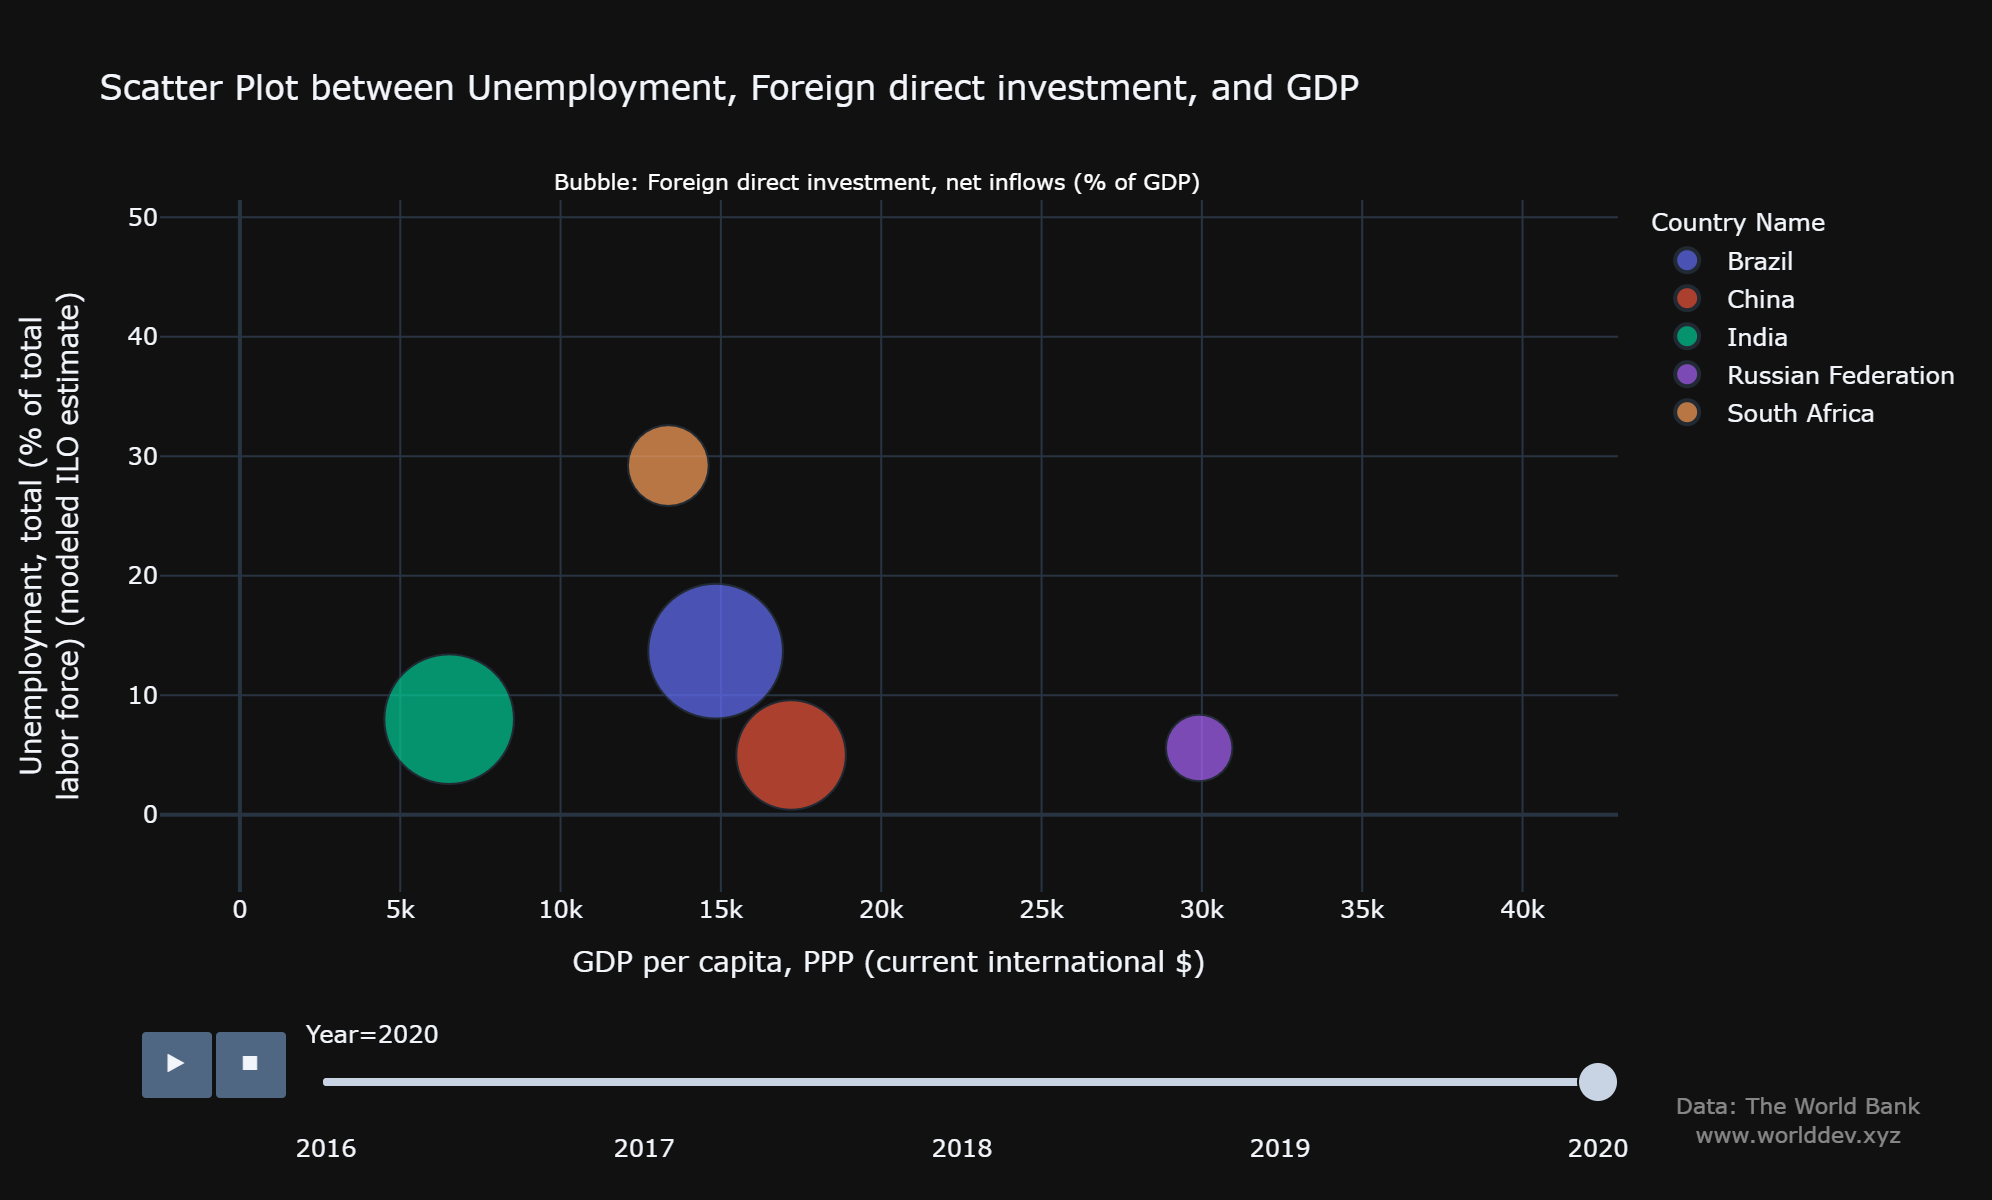 Scatter Plot between Unemployment, Foreign direct investment, and GDP
Bubble: Foreign direct investment, net inflows (% of GDP)
Unemployment, total (% of total
labor force) (modeled ILO estimate)
50
40
30
20
10
0
0 5k 10k 15k 20k 25k 30k 35k 40k
GDP per capita, PPP (current international $)
Country Name
Brazil
China
India
Russian Federation
South Africa
Year=2020
2016 2017 2018 2019 2020
Data: The World Bank
www.worlddev.xyz